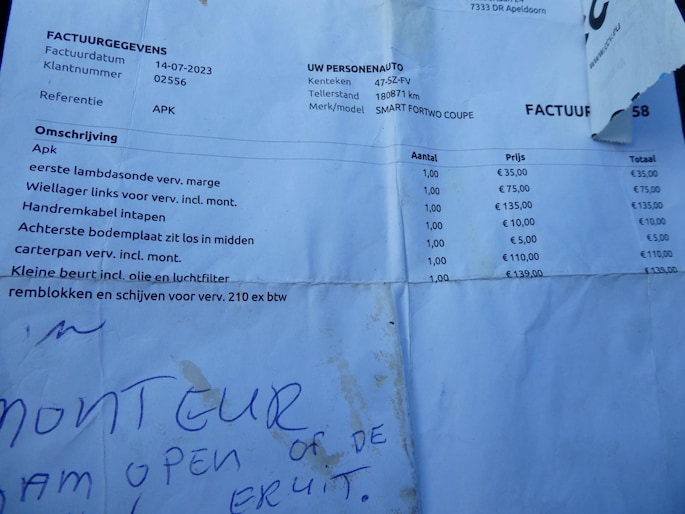 7333 DR Apeldoorn
www.ccv.eu
FACTUURGEGEVENS
Factuurdatum 14-07-2023
Klantnummer 02556
Referentie APK
UW PERSONENAUTO
Kenteken 47-SZ-FV
Tellerstand 180871 km
Merk/model SMART FORTWO COUPE
FACTUUR 58
Omschrijving Aantal Prijs Totaal
Apk 1,00 € 35,00 € 35,00
eerste lambdasonde verv. marge 1,00 € 75,00 € 75,00
Wiellager links voor verv. incl. mont. 1,00 € 135,00 € 135,00
Handremkabel intapen 1,00 € 10,00 € 10,00
Achterste bodemplaat zit los in midden 1,00 € 5,00 € 5,00
carterpan verv. incl. mont. 1,00 € 110,00 € 110,00
Kleine beurt incl. olie en luchtfilter 1,00 € 139,00 € 139,00
remblokken en schijven voor verv. 210 ex btw
MONTEUR
OPEN OF DE
ERUIT.